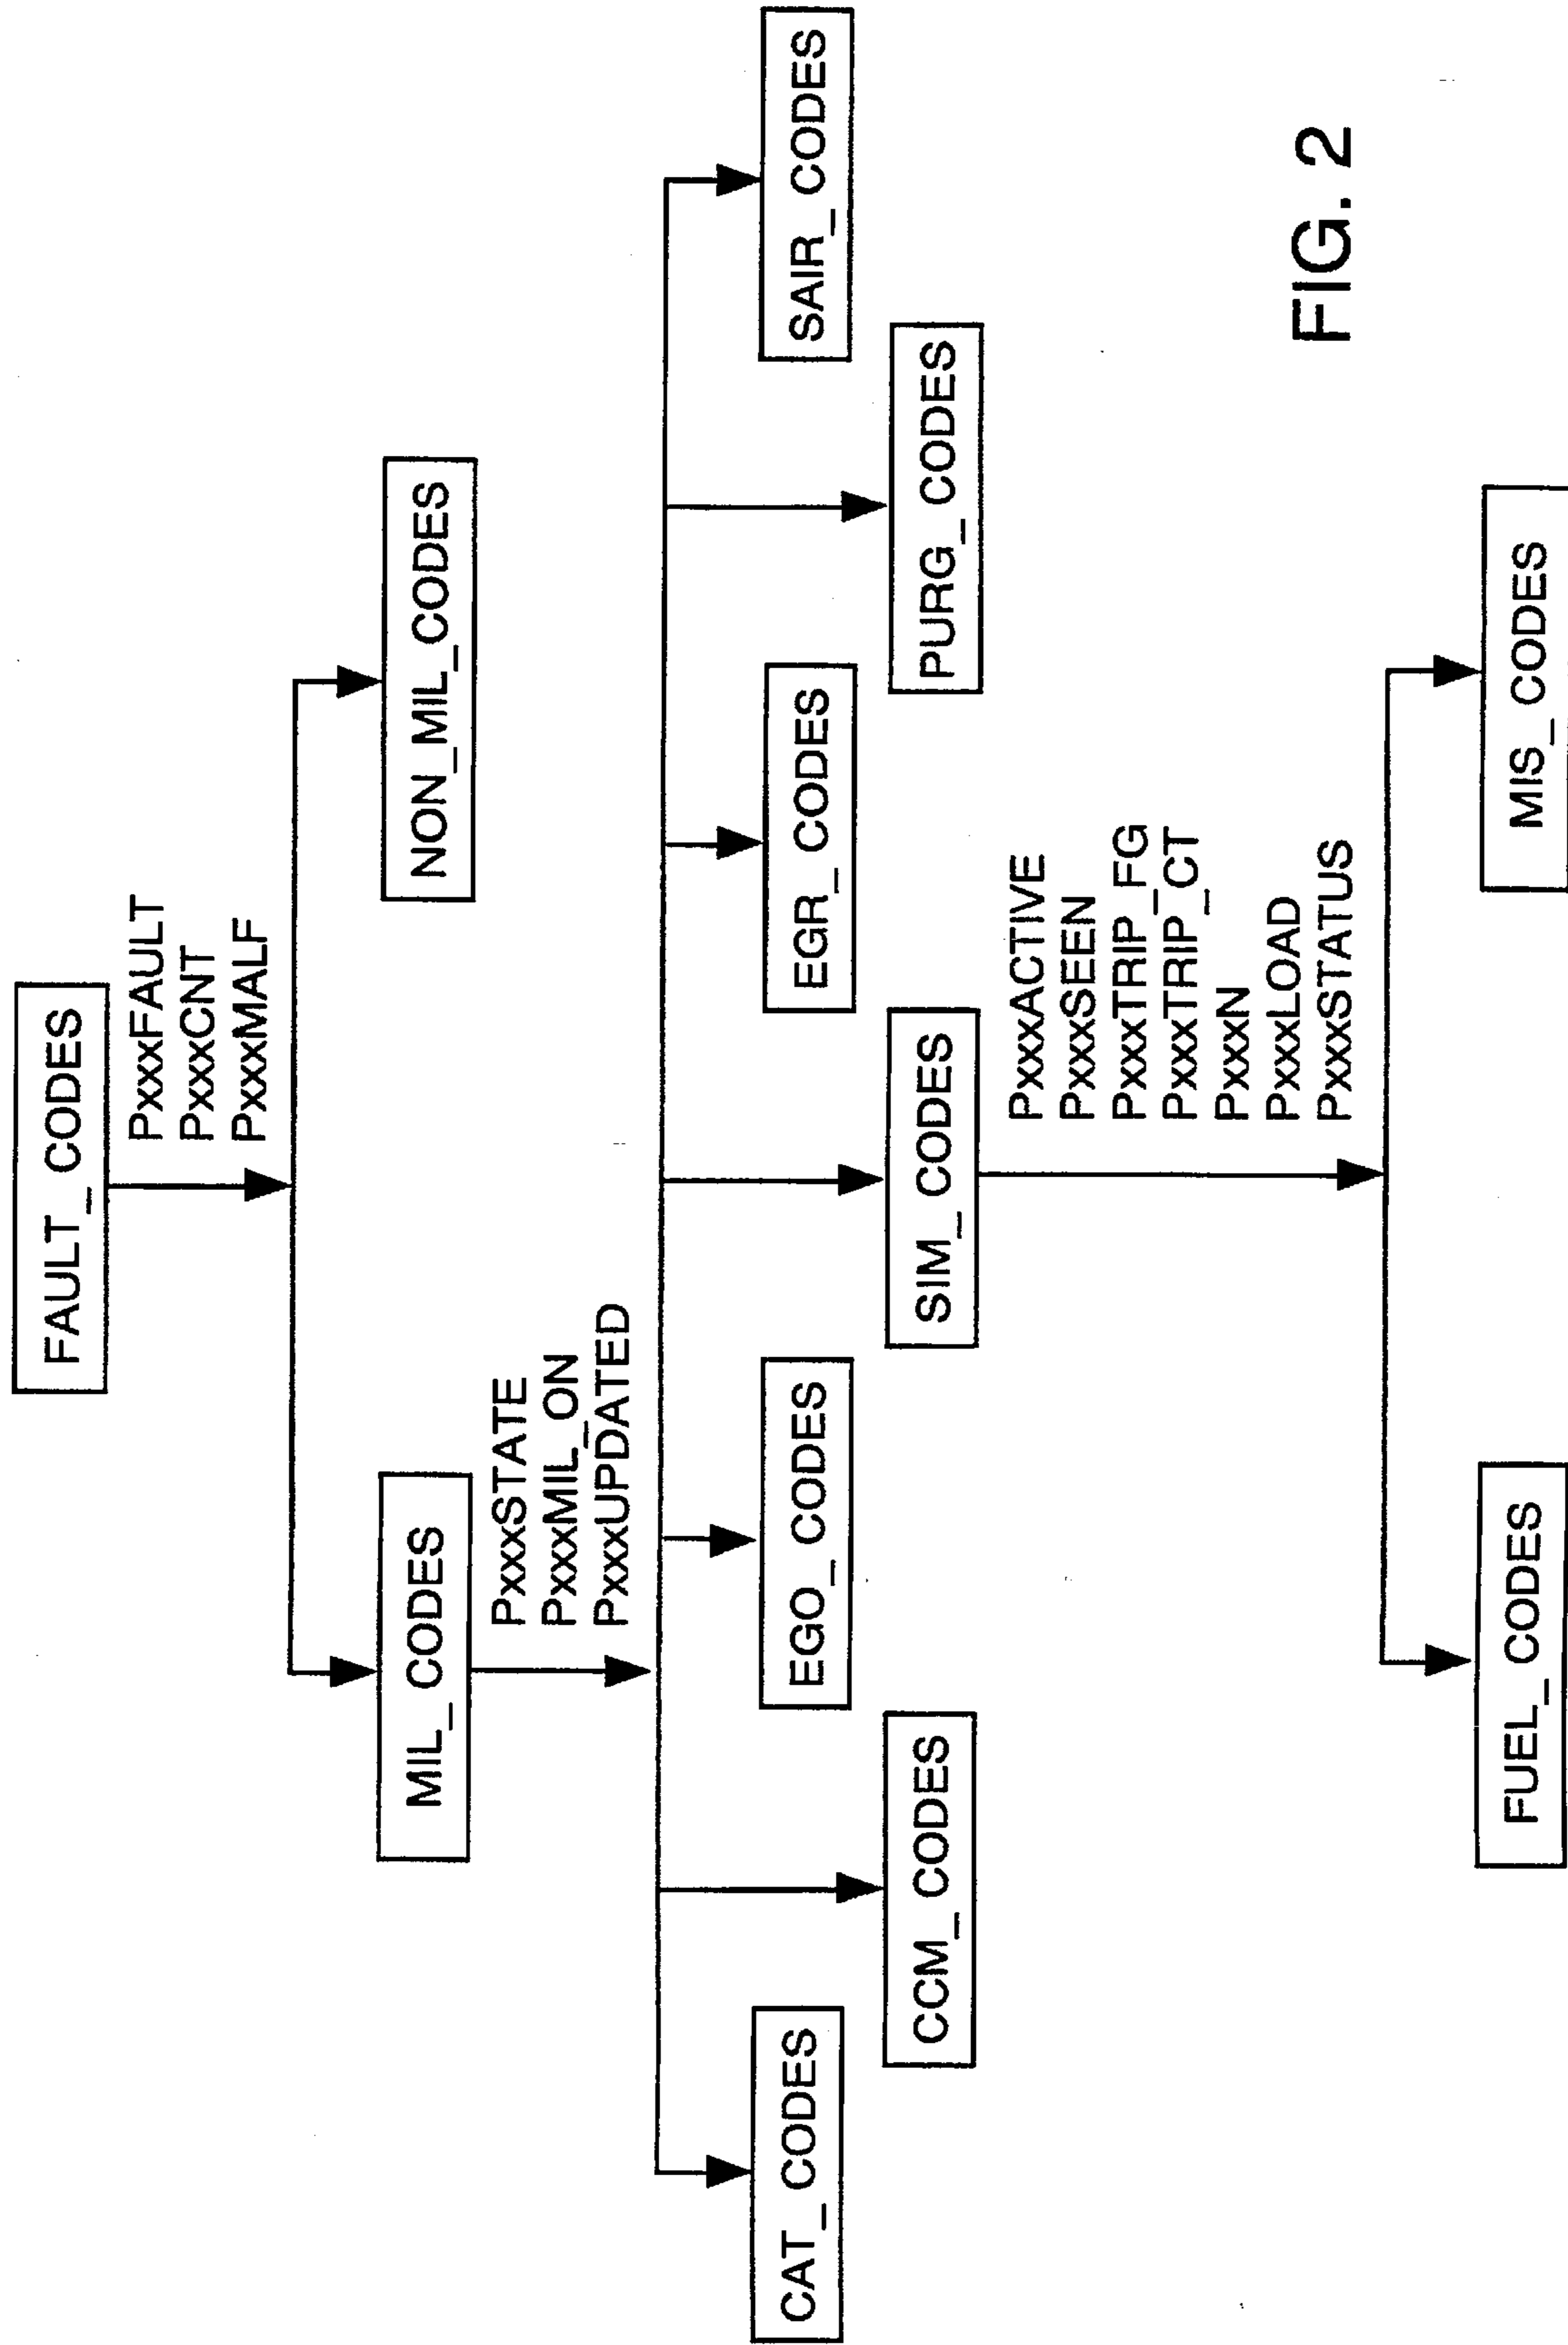 FAULT_CODES
PxxxFAULT
PxxxCNT
PxxxMALF
MIL_CODES
NON_MIL_CODES
PxxxSTATE
PxxxMIL_ON
PxxxUPDATED
CAT_CODES
EGO_CODES
EGR_CODES
SAIR_CODES
CCM_CODES
SIM_CODES
PURG_CODES
PxxxACTIVE
PxxxSEEN
PxxxTRIP_FG
PxxxTRIP_CT
PxxxN
PxxxLOAD
PxxxSTATUS
FUEL_CODES
MIS_CODES
FIG. 2